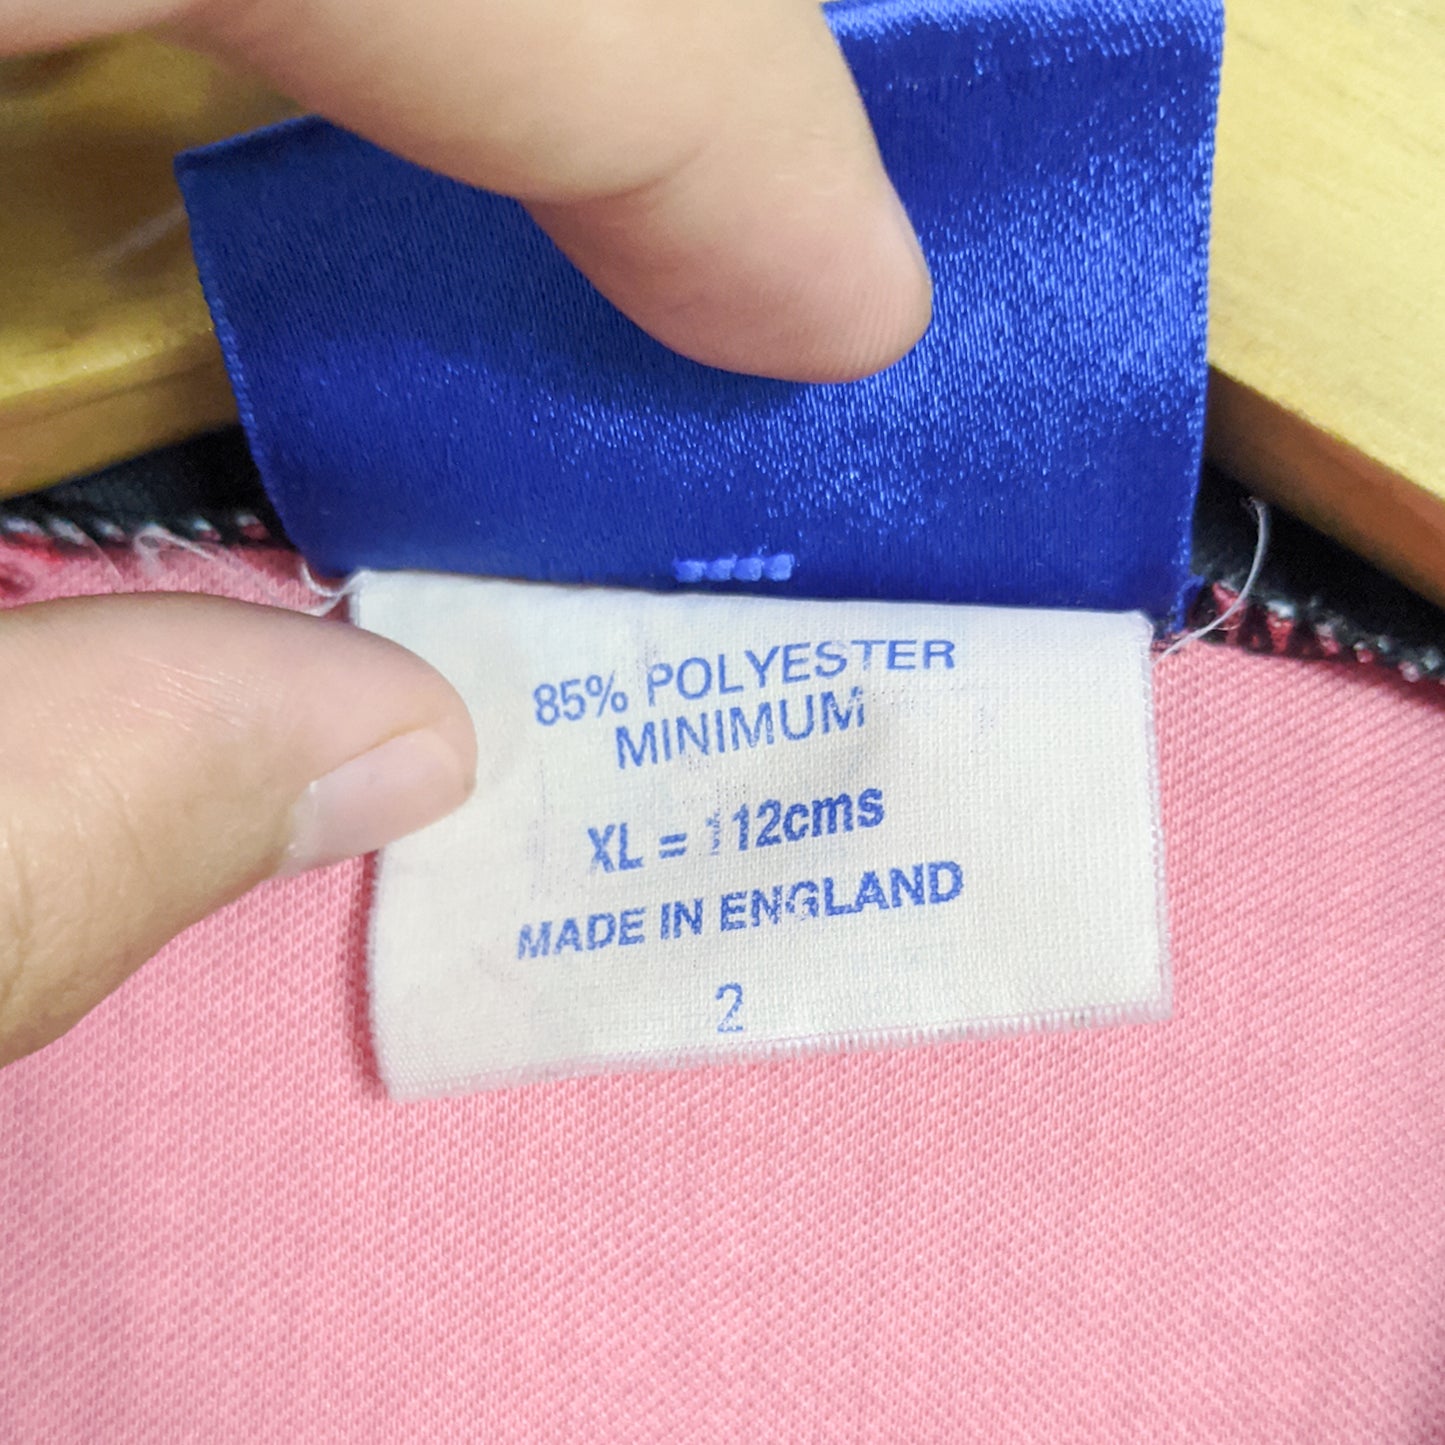 85% POLYESTER
MINIMUM
XL = 112cms
MADE IN ENGLAND
2